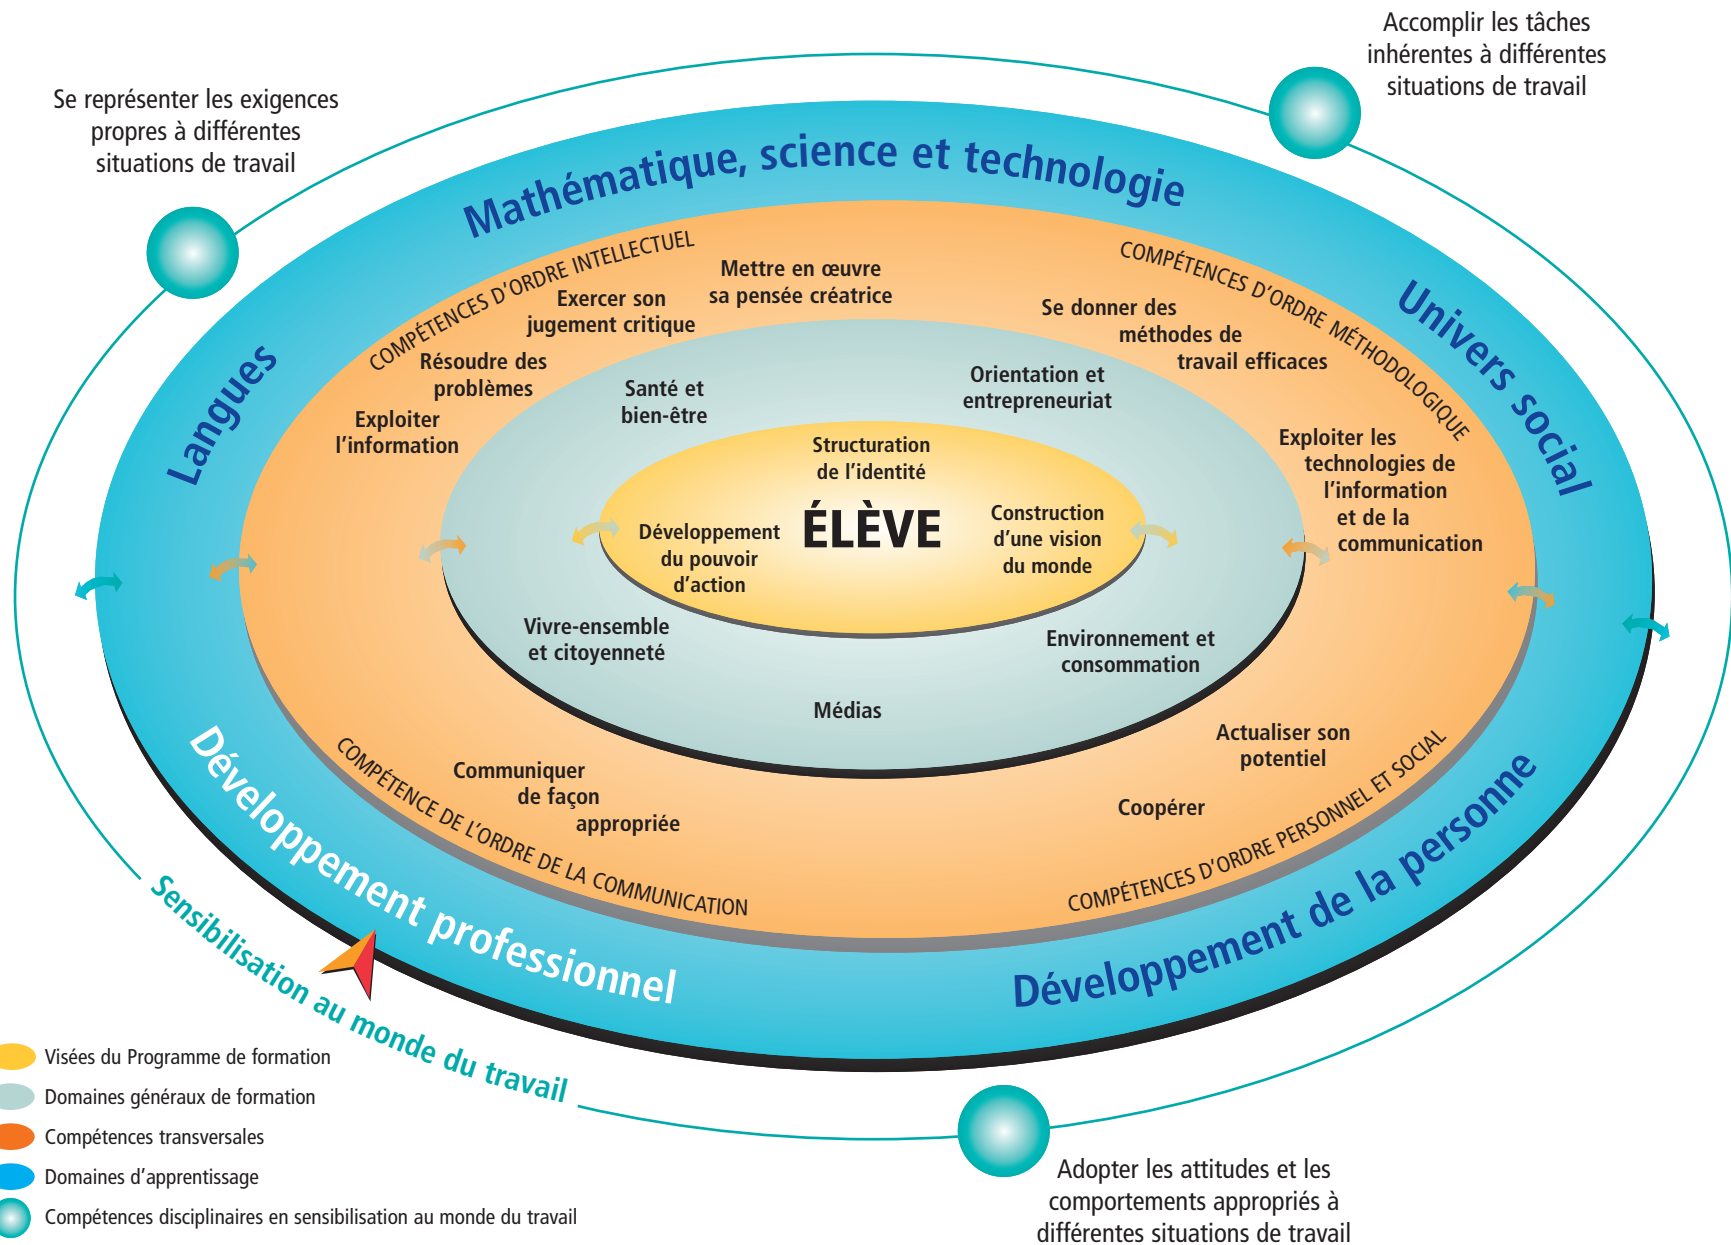 Accomplir les tâches
inhérentes à différentes
situations de travail
Se représenter les exigences
propres à différentes
situations de travail
Mathématique, science et technologie
Langues
Univers social
COMPÉTENCES D'ORDRE INTELLECTUEL
Mettre en œuvre
sa pensée créatrice
Exercer son
jugement critique
Résoudre des
problèmes
Exploiter
l'information
COMPÉTENCES D'ORDRE MÉTHODOLOGIQUE
Se donner des
méthodes de
travail efficaces
Exploiter les
technologies de
l'information
et de la
communication
Santé et
bien-être
Orientation et
entrepreneuriat
Structuration
de l'identité
ÉLÈVE
Développement
du pouvoir
d'action
Construction
d'une vision
du monde
Vivre-ensemble
et citoyenneté
Environnement et
consommation
Médias
Communiquer
de façon
appropriée
COMPÉTENCE DE L'ORDRE DE LA COMMUNICATION
Actualiser son
potentiel
Coopérer
COMPÉTENCES D'ORDRE PERSONNEL ET SOCIAL
Développement professionnel
Développement de la personne
Sensibilisation au monde du travail
Visées du Programme de formation
Domaines généraux de formation
Compétences transversales
Domaines d'apprentissage
Compétences disciplinaires en sensibilisation au monde du travail
Adopter les attitudes et les
comportements appropriés à
différentes situations de travail